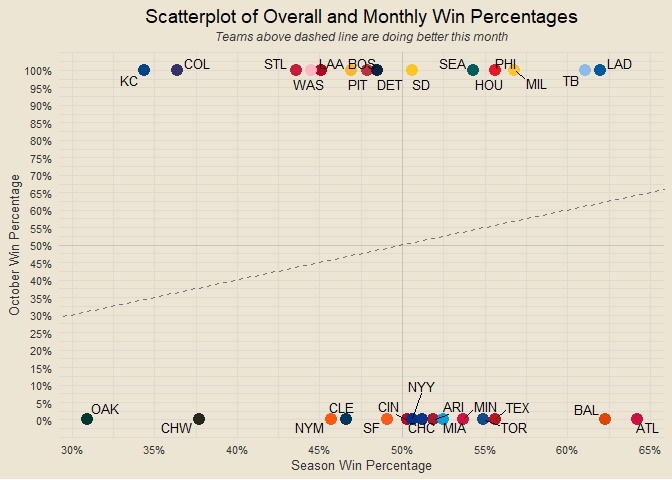 Scatterplot of Overall and Monthly Win Percentages
Teams above dashed line are doing better this month
October Win Percentage
100%
95%
90%
85%
80%
75%
70%
65%
60%
55%
50%
45%
40%
35%
30%
25%
20%
15%
10%
5%
0%
KC
COL
STL
WAS
LAA
BOS
PIT
DET
SD
SEA
PHI
HOU
MIL
TB
LAD
OAK
CHW
NYM
CLE
SF
CIN
NYY
CHC
ARI
MIA
MIN
TEX
TOR
BAL
ATL
30%
35%
45%
50%
55%
60%
65%
Season Win Percentage